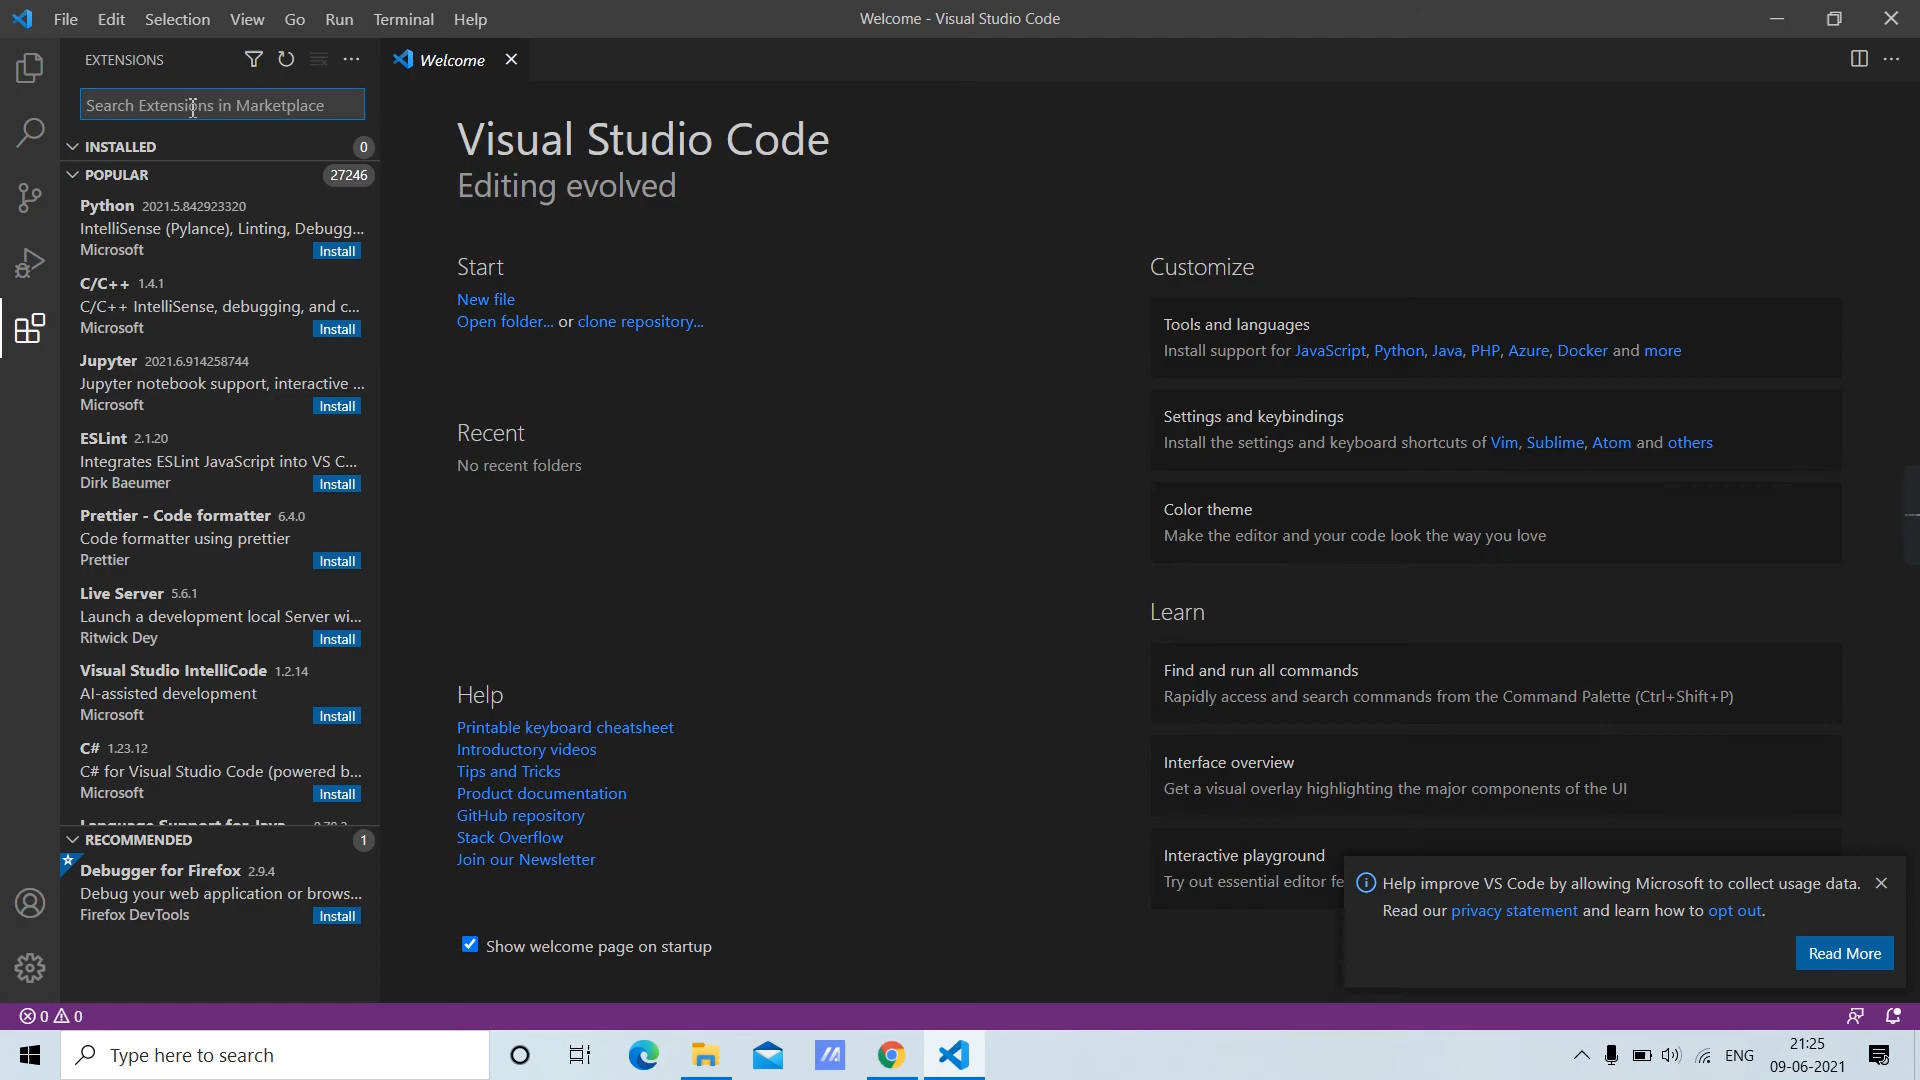 File Edit Selection View Go Run Terminal Help
Welcome - Visual Studio Code
EXTENSIONS
Search Extensions in Marketplace
INSTALLED 0
POPULAR 27246
Python 2021.5.842923320
IntelliSense (Pylance), Linting, Debugg...
Microsoft Install
C/C++ 1.4.1
C/C++ IntelliSense, debugging, and c...
Microsoft Install
Jupyter 2021.6.914258744
Jupyter notebook support, interactive ...
Microsoft Install
ESLint 2.1.20
Integrates ESLint JavaScript into VS C...
Dirk Baeumer Install
Prettier - Code formatter 6.4.0
Code formatter using prettier
Prettier Install
Live Server 5.6.1
Launch a development local Server wi...
Ritwick Dey Install
Visual Studio IntelliCode 1.2.14
AI-assisted development
Microsoft Install
C# 1.23.12
C# for Visual Studio Code (powered b...
Microsoft Install
Language Support for Java
RECOMMENDED 1
Debugger for Firefox 2.9.4
Debug your web application or brows...
Firefox DevTools Install
Welcome
Visual Studio Code
Editing evolved
Start
New file
Open folder... or clone repository...
Recent
No recent folders
Help
Printable keyboard cheatsheet
Introductory videos
Tips and Tricks
Product documentation
GitHub repository
Stack Overflow
Join our Newsletter
Show welcome page on startup
Customize
Tools and languages
Install support for JavaScript, Python, Java, PHP, Azure, Docker and more
Settings and keybindings
Install the settings and keyboard shortcuts of Vim, Sublime, Atom and others
Color theme
Make the editor and your code look the way you love
Learn
Find and run all commands
Rapidly access and search commands from the Command Palette (Ctrl+Shift+P)
Interface overview
Get a visual overlay highlighting the major components of the UI
Interactive playground
Try out essential editor fe
Help improve VS Code by allowing Microsoft to collect usage data.
Read our privacy statement and learn how to opt out.
Read More
0 0
Type here to search
ENG
21:25
09-06-2021